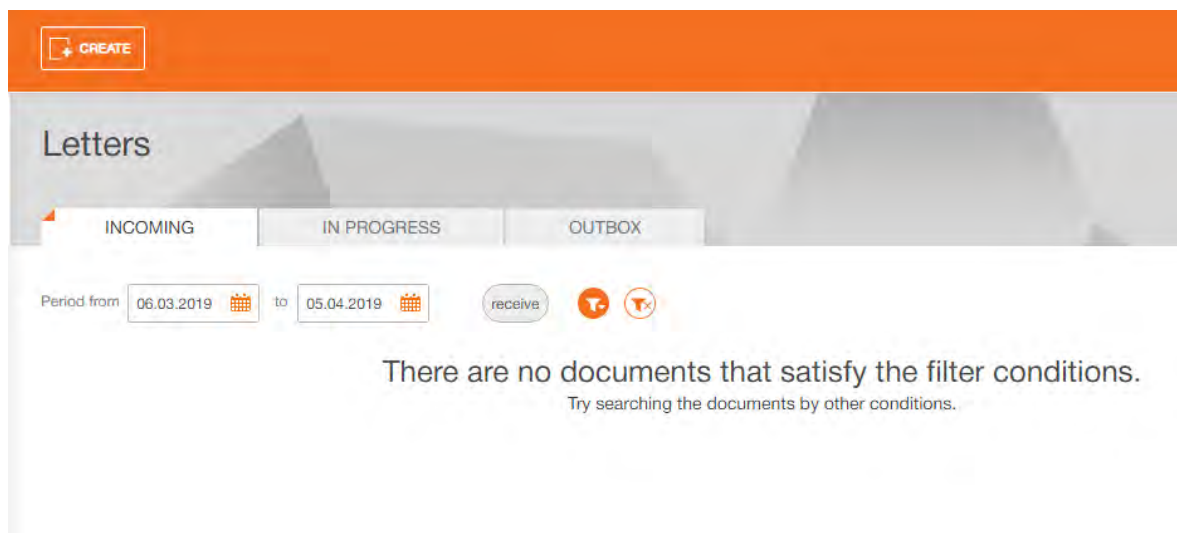 CREATE
Letters
INCOMING IN PROGRESS OUTBOX
Period from 06.03.2019 to 05.04.2019 receive
There are no documents that satisfy the filter conditions.
Try searching the documents by other conditions.